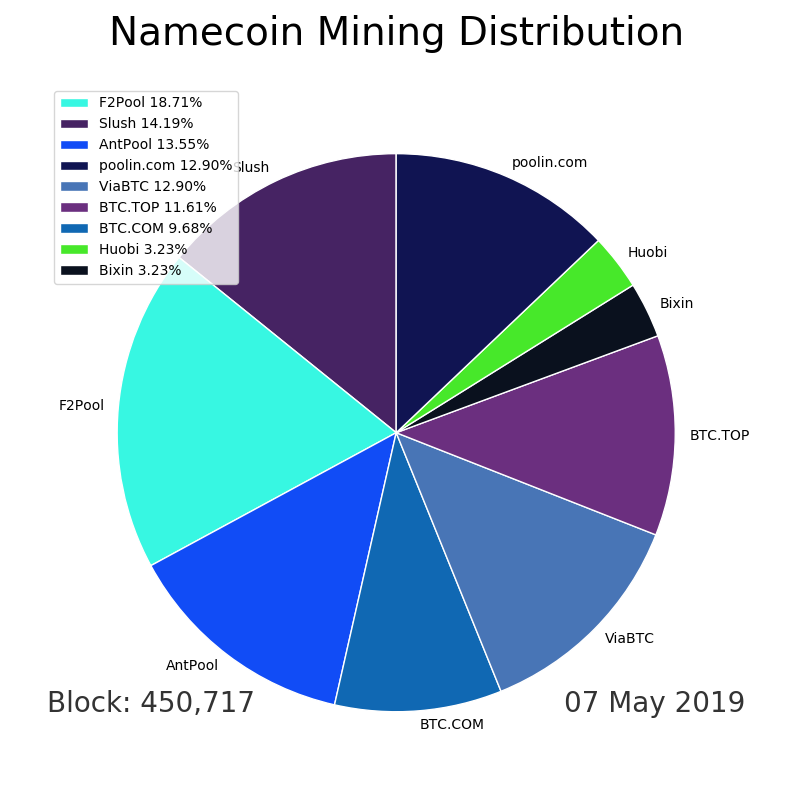 Namecoin Mining Distribution
F2Pool 18.71%
Slush 14.19%
AntPool 13.55%
poolin.com 12.90%
ViaBTC 12.90%
BTC.TOP 11.61%
BTC.COM 9.68%
Huobi 3.23%
Bixin 3.23%
Slush
poolin.com
Huobi
Bixin
F2Pool
BTC.TOP
ViaBTC
AntPool
BTC.COM
Block: 450,717
07 May 2019